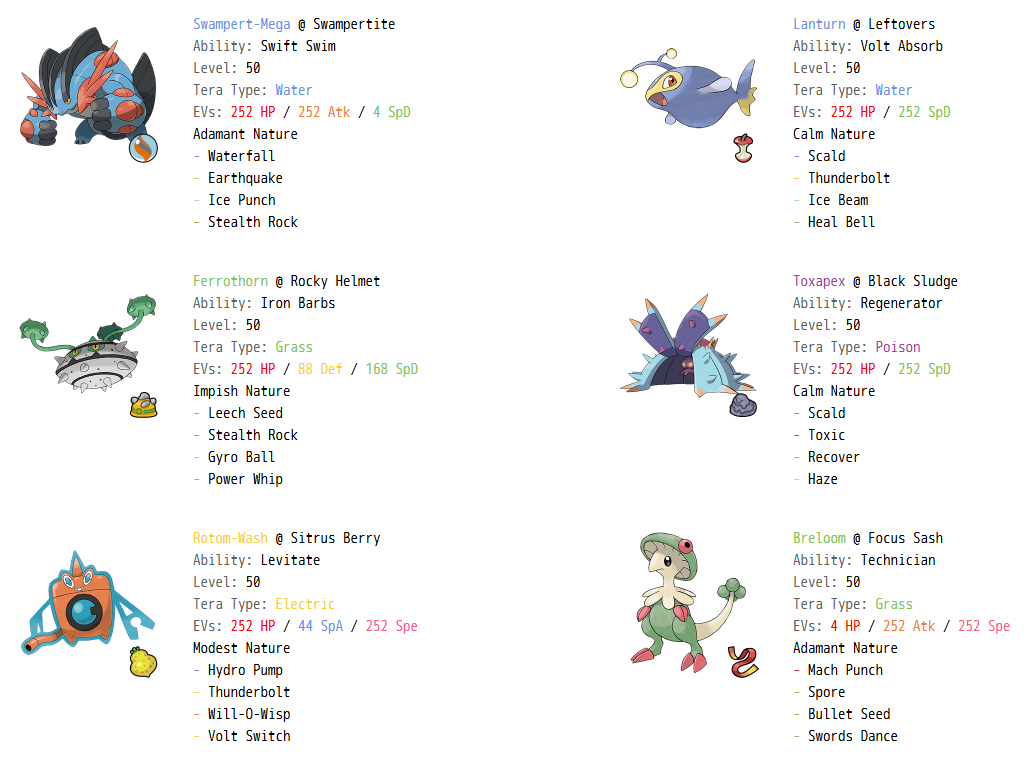 Swampert-Mega @ Swampertite
Ability: Swift Swim
Level: 50
Tera Type: Water
EVs: 252 HP / 252 Atk / 4 SpD
Adamant Nature
- Waterfall
- Earthquake
- Ice Punch
- Stealth Rock
Lanturn @ Leftovers
Ability: Volt Absorb
Level: 50
Tera Type: Water
EVs: 252 HP / 252 SpD
Calm Nature
- Scald
- Thunderbolt
- Ice Beam
- Heal Bell
Ferrothorn @ Rocky Helmet
Ability: Iron Barbs
Level: 50
Tera Type: Grass
EVs: 252 HP / 88 Def / 168 SpD
Impish Nature
- Leech Seed
- Stealth Rock
- Gyro Ball
- Power Whip
Toxapex @ Black Sludge
Ability: Regenerator
Level: 50
Tera Type: Poison
EVs: 252 HP / 252 SpD
Calm Nature
- Scald
- Toxic
- Recover
- Haze
Rotom-Wash @ Sitrus Berry
Ability: Levitate
Level: 50
Tera Type: Electric
EVs: 252 HP / 44 SpA / 252 Spe
Modest Nature
- Hydro Pump
- Thunderbolt
- Will-O-Wisp
- Volt Switch
Breloom @ Focus Sash
Ability: Technician
Level: 50
Tera Type: Grass
EVs: 4 HP / 252 Atk / 252 Spe
Adamant Nature
- Mach Punch
- Spore
- Bullet Seed
- Swords Dance